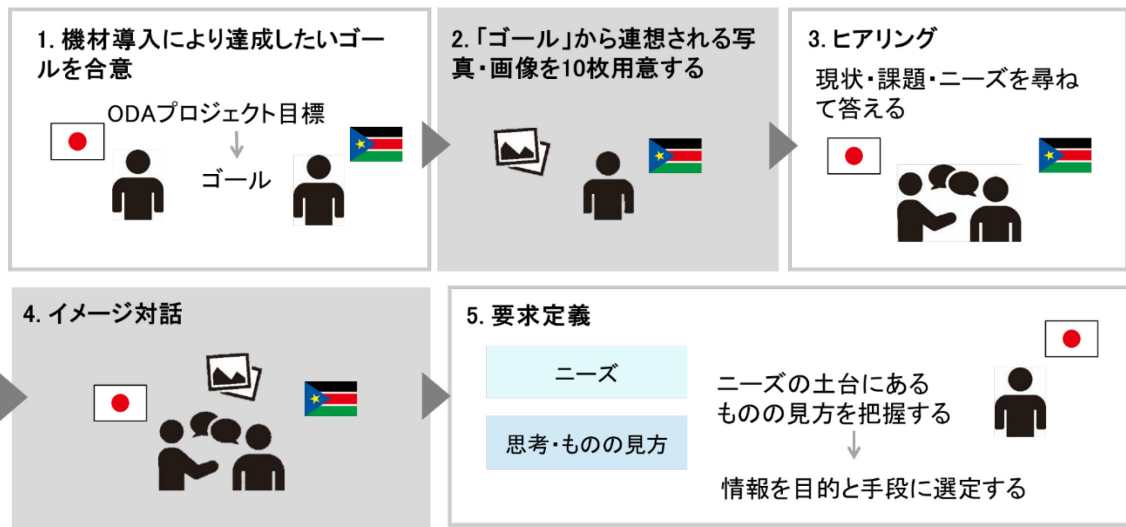 1. 機材導入により達成したいゴー
ルを合意
ODAプロジェクト目標
ゴール
2.「ゴール」から連想される写
真・画像を10枚用意する
3. ヒアリング
現状・課題・ニーズを尋ね
て答える
4. イメージ対話
5. 要求定義
ニーズ
思考・ものの見方
ニーズの土台にある
ものの見方を把握する
情報を目的と手段に選定する